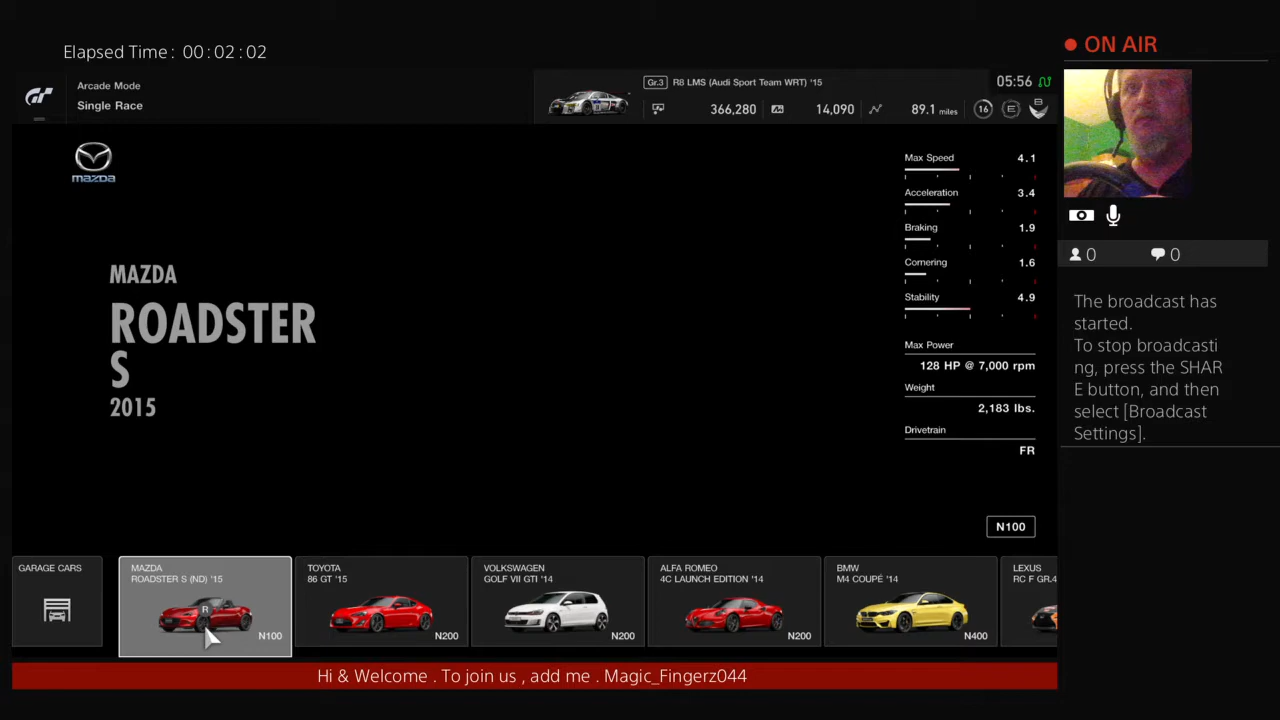 Elapsed Time: 00:02:02
ON AIR
GT
Arcade Mode
Single Race
Gr.3 R8 LMS (Audi Sport Team WRT) '15
05:56
366,280 14,090 89.1 miles 16 E B
mazda
MAZDA
ROADSTER
S
2015
Max Speed 4.1
Acceleration 3.4
Braking 1.9
Cornering 1.6
Stability 4.9
Max Power
128 HP @ 7,000 rpm
Weight
2,183 lbs.
Drivetrain
FR
N100
0 0
The broadcast has
started.
To stop broadcasti
ng, press the SHAR
E button, and then
select [Broadcast
Settings].
GARAGE CARS
MAZDA
ROADSTER S (ND) '15
R
N100
TOYOTA
86 GT '15
N200
VOLKSWAGEN
GOLF VII GTI '14
N200
ALFA ROMEO
4C LAUNCH EDITION '14
N200
BMW
M4 COUPÉ '14
N400
LEXUS
RC F GR.4
Hi & Welcome . To join us , add me . Magic_Fingerz044